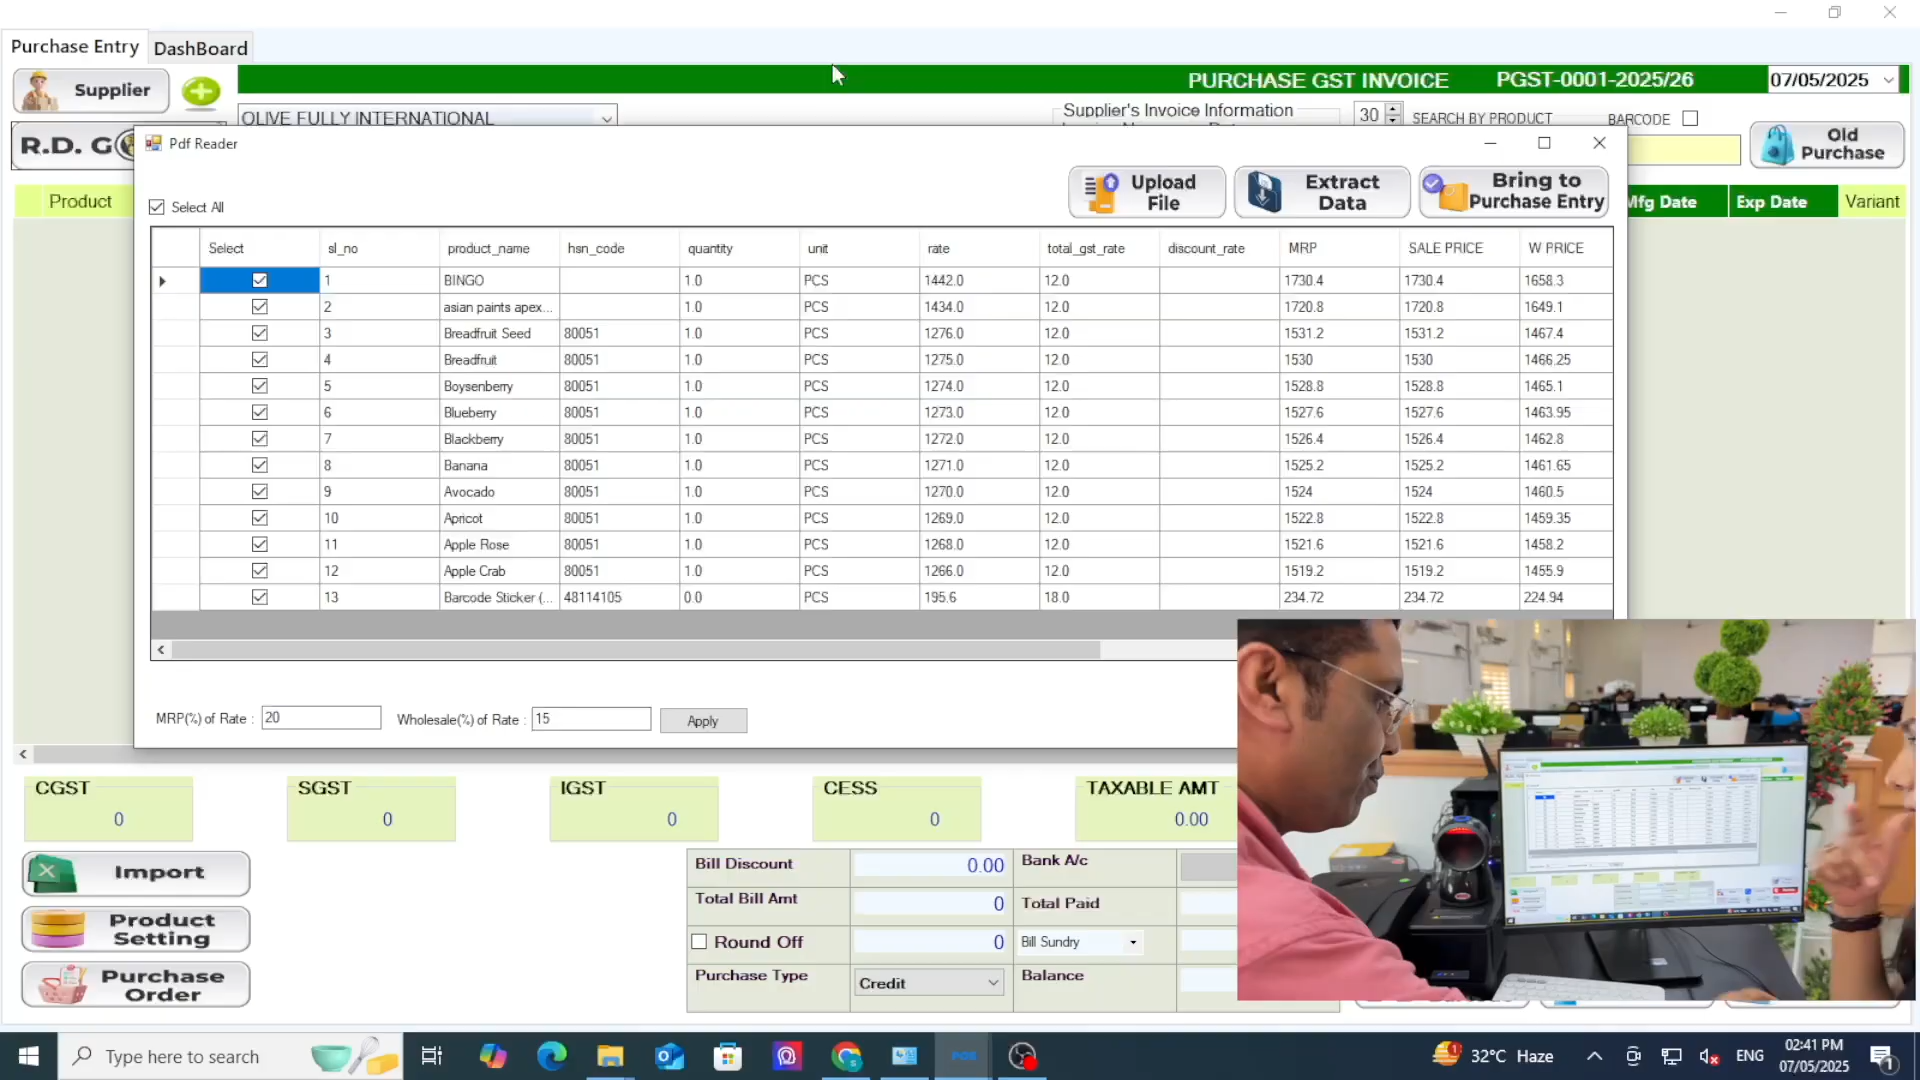 Purchase Entry DashBoard
Supplier
PURCHASE GST INVOICE PGST-0001-2025/26 07/05/2025
OLIVE FULLY INTERNATIONAL
Supplier's Invoice Information
30 SEARCH BY PRODUCT BARCODE
R.D. G
Old Purchase
Pdf Reader
Upload File
Extract Data
Bring to Purchase Entry
Select All
Product Mfg Date Exp Date Variant
Select sl_no product_name hsn_code quantity unit rate total_gst_rate discount_rate MRP SALE PRICE W PRICE
1 BINGO 1.0 PCS 1442.0 12.0 1730.4 1730.4 1658.3
2 asian paints apex... 1.0 PCS 1434.0 12.0 1720.8 1720.8 1649.1
3 Breadfruit Seed 80051 1.0 PCS 1276.0 12.0 1531.2 1531.2 1467.4
4 Breadfruit 80051 1.0 PCS 1275.0 12.0 1530 1530 1466.25
5 Boysenberry 80051 1.0 PCS 1274.0 12.0 1528.8 1528.8 1465.1
6 Blueberry 80051 1.0 PCS 1273.0 12.0 1527.6 1527.6 1463.95
7 Blackberry 80051 1.0 PCS 1272.0 12.0 1526.4 1526.4 1462.8
8 Banana 80051 1.0 PCS 1271.0 12.0 1525.2 1525.2 1461.65
9 Avocado 80051 1.0 PCS 1270.0 12.0 1524 1524 1460.5
10 Apricot 80051 1.0 PCS 1269.0 12.0 1522.8 1522.8 1459.35
11 Apple Rose 80051 1.0 PCS 1268.0 12.0 1521.6 1521.6 1458.2
12 Apple Crab 80051 1.0 PCS 1266.0 12.0 1519.2 1519.2 1455.9
13 Barcode Sticker (... 48114105 0.0 PCS 195.6 18.0 234.72 234.72 224.94
MRP(%) of Rate : 20 Wholesale(%) of Rate : 15 Apply
CGST SGST IGST CESS TAXABLE AMT
0 0 0 0 0.00
Import
Product Setting
Purchase Order
Bill Discount 0.00 Bank A/c
Total Bill Amt 0 Total Paid
Round Off 0 Bill Sundry
Purchase Type Credit Balance
Type here to search
POS
1 32°C Haze ENG 02:41 PM
07/05/2025 1